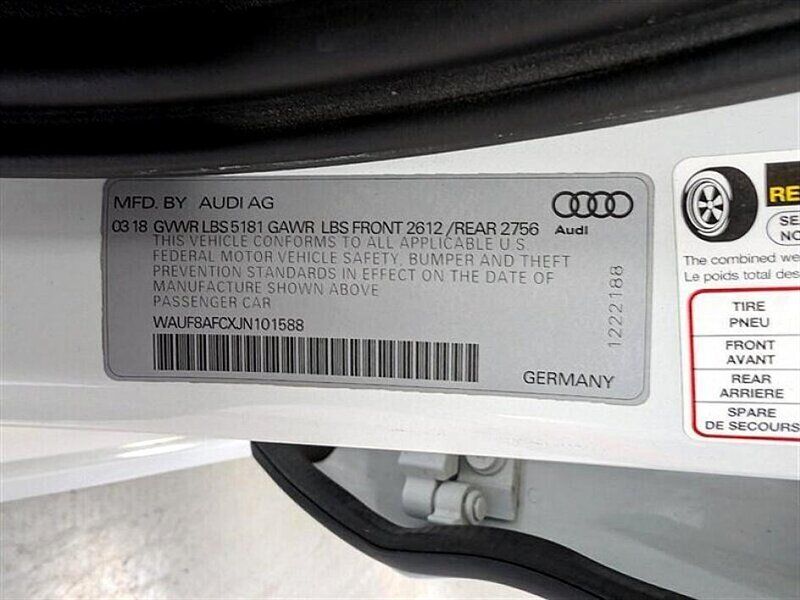 MFD. BY AUDI AG
03 18 GVWR LBS 5181 GAWR LBS FRONT 2612 / REAR 2756
Audi
THIS VEHICLE CONFORMS TO ALL APPLICABLE U.S.
FEDERAL MOTOR VEHICLE SAFETY, BUMPER AND THEFT
PREVENTION STANDARDS IN EFFECT ON THE DATE OF
MANUFACTURE SHOWN ABOVE
PASSENGER CAR
WAUF8AFCXJN101588
GERMANY
1222188
RE
SE
NO
The combined we
Le poids total des
TIRE
PNEU
FRONT
AVANT
REAR
ARRIERE
SPARE
DE SECOURS